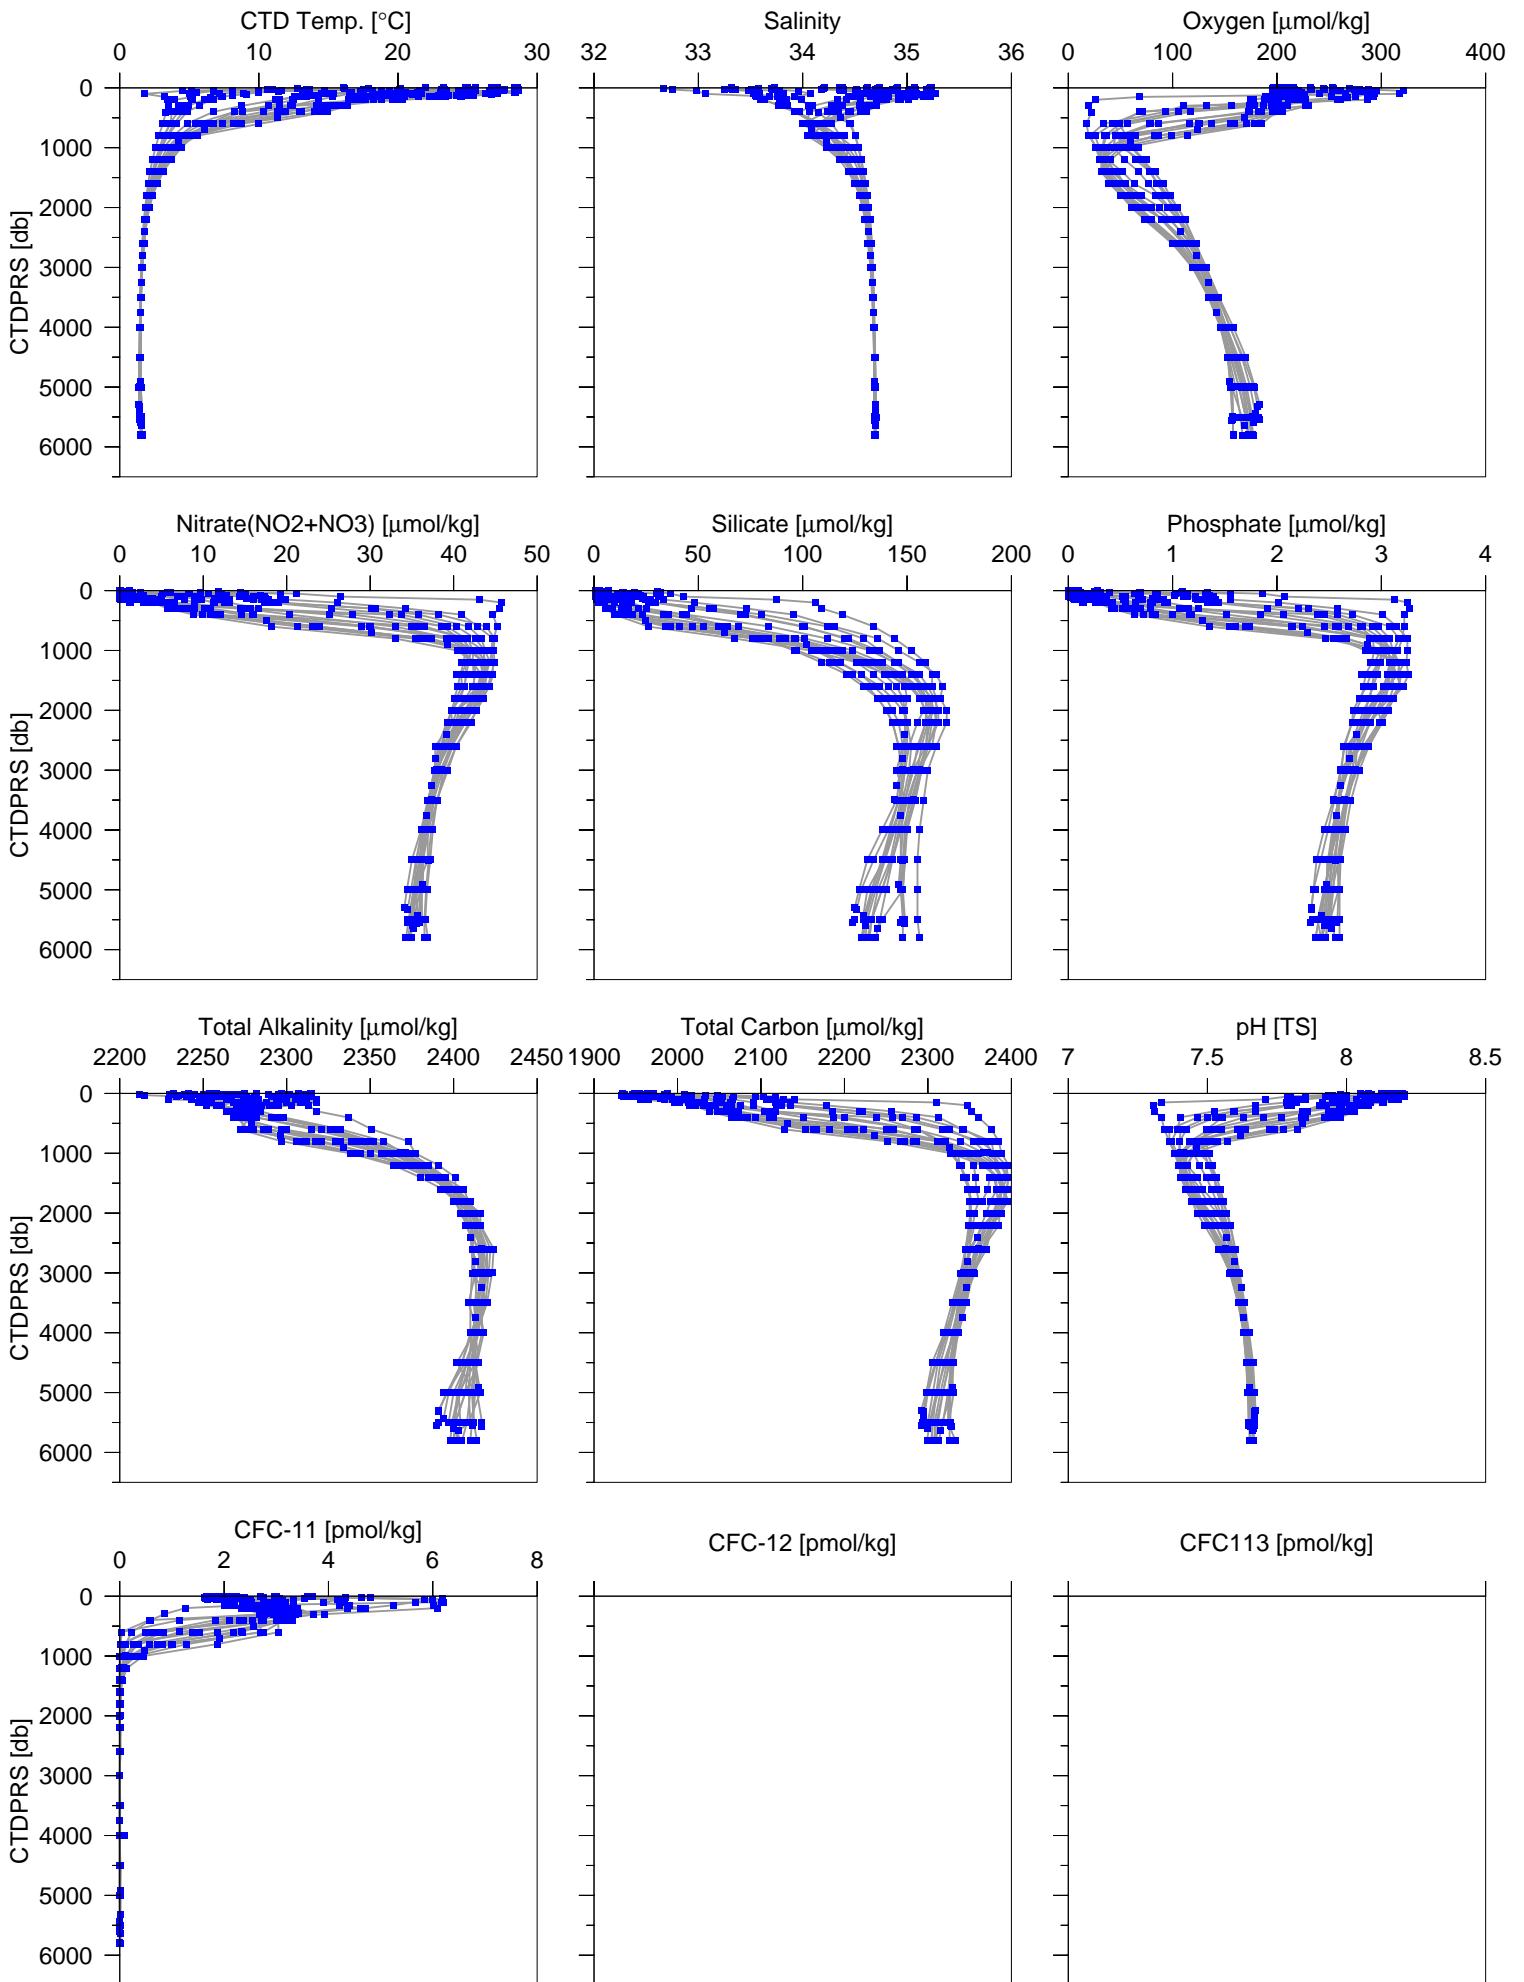 CTD Temp. [°C] Salinity Oxygen [μmol/kg]
0 10 20 30 32 33 34 35 36 0 100 200 300 400
0
1000
2000
3000
4000
5000
6000
CTDPRS [db]
Nitrate(NO2+NO3) [μmol/kg] Silicate [μmol/kg] Phosphate [μmol/kg]
0 10 20 30 40 50 0 50 100 150 200 0 1 2 3 4
0
1000
2000
3000
4000
5000
6000
CTDPRS [db]
Total Alkalinity [μmol/kg] Total Carbon [μmol/kg] pH [TS]
2200 2250 2300 2350 2400 2450 1900 2000 2100 2200 2300 2400 7 7.5 8 8.5
0
1000
2000
3000
4000
5000
6000
CTDPRS [db]
CFC-11 [pmol/kg] CFC-12 [pmol/kg] CFC113 [pmol/kg]
0 2 4 6 8
0
1000
2000
3000
4000
5000
6000
CTDPRS [db]